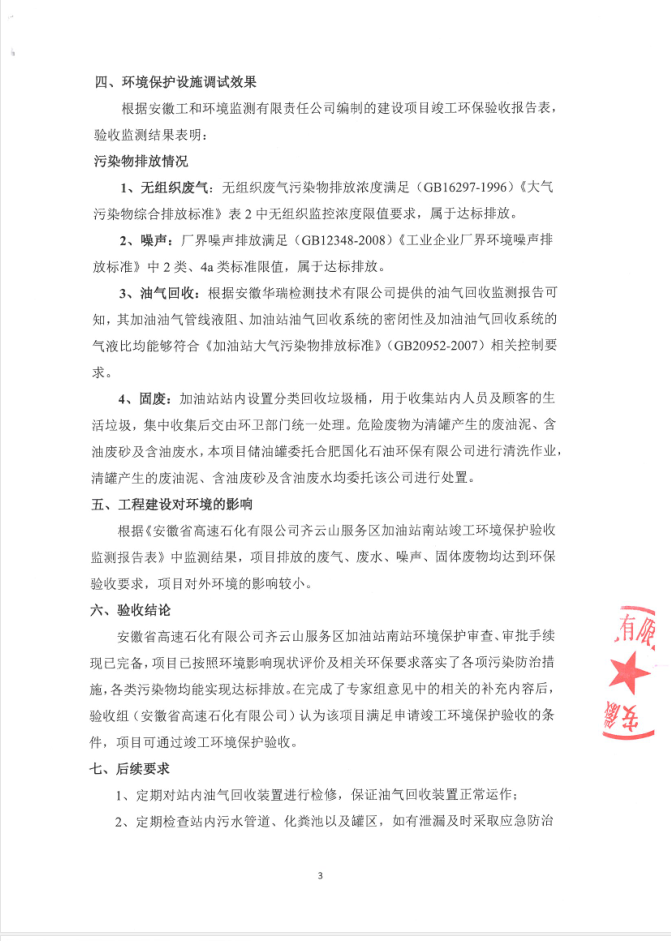 四、环境保护设施调试效果
根据安徽工和环境监测有限责任公司编制的建设项目竣工环保验收报告表，
验收监测结果表明：
污染物排放情况
1、无组织废气：无组织废气污染物排放浓度满足（GB16297-1996）《大气
污染物综合排放标准》表 2 中无组织监控浓度限值要求，属于达标排放。
2、噪声：厂界噪声排放满足（GB12348-2008）《工业企业厂界环境噪声排
放标准》中 2 类、4a 类标准限值，属于达标排放。
3、油气回收：根据安徽华瑞检测技术有限公司提供的油气回收监测报告可
知，其加油油气管线液阻、加油站油气回收系统的密闭性及加油油气回收系统的
气液比均能够符合《加油站大气污染物排放标准》（GB20952-2007）相关控制要
求。
4、固废：加油站站内设置分类回收垃圾桶，用于收集站内人员及顾客的生
活垃圾，集中收集后交由环卫部门统一处理。危险废物为清罐产生的废油泥、含
油废砂及含油废水，本项目储油罐委托合肥国化石油环保有限公司进行清洗作业，
清罐产生的废油泥、含油废砂及含油废水均委托该公司进行处置。
五、工程建设对环境的影响
根据《安徽省高速石化有限公司齐云山服务区加油站南站竣工环境保护验收
监测报告表》中监测结果，项目排放的废气、废水、噪声、固体废物均达到环保
验收要求，项目对外环境的影响较小。
六、验收结论
安徽省高速石化有限公司齐云山服务区加油站南站环境保护审查、审批手续
现已完备，项目已按照环境影响现状评价及相关环保要求落实了各项污染防治措
施，各类污染物均能实现达标排放。在完成了专家组意见中的相关的补充内容后，
验收组（安徽省高速石化有限公司）认为该项目满足申请竣工环境保护验收的条
件，项目可通过竣工环境保护验收。
七、后续要求
1、定期对站内油气回收装置进行检修，保证油气回收装置正常运作；
2、定期检查站内污水管道、化粪池以及罐区，如有泄漏及时采取应急防治
有限
安徽
3